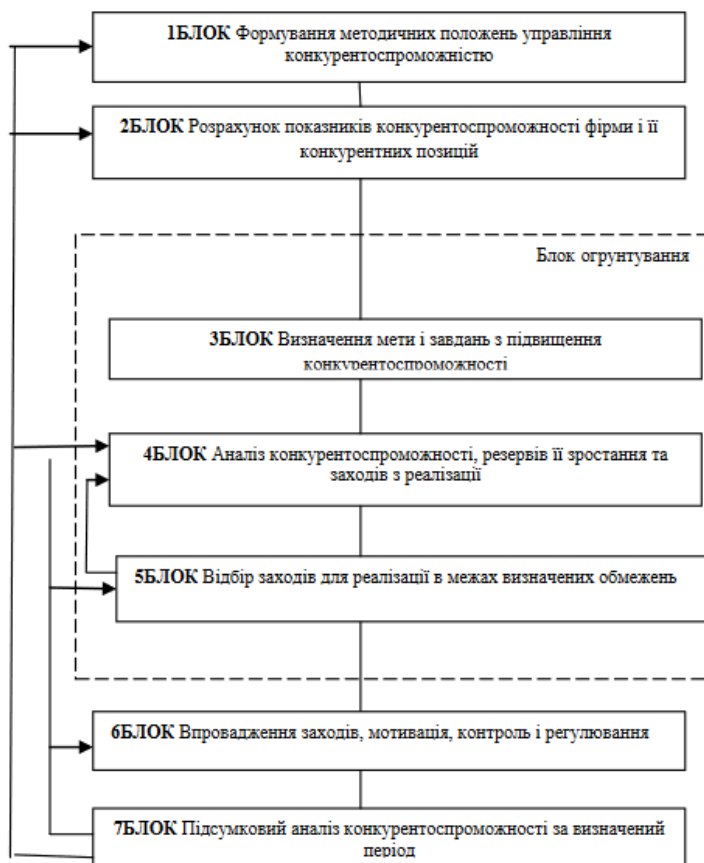 1БЛОК Формування методичних положень управління
конкурентоспроможністю
2БЛОК Розрахунок показників конкурентоспроможності фірми і її
конкурентних позицій
Блок огрунтування
3БЛОК Визначення мети і завдань з підвищення
конкурентоспроможності
4БЛОК Аналіз конкурентоспроможності, резервів її зростання та
заходів з реалізації
5БЛОК Відбір заходів для реалізації в межах визначених обмежень
6БЛОК Впровадження заходів, мотивація, контроль і регулювання
7БЛОК Підсумковий аналіз конкурентоспроможності за визначений
період